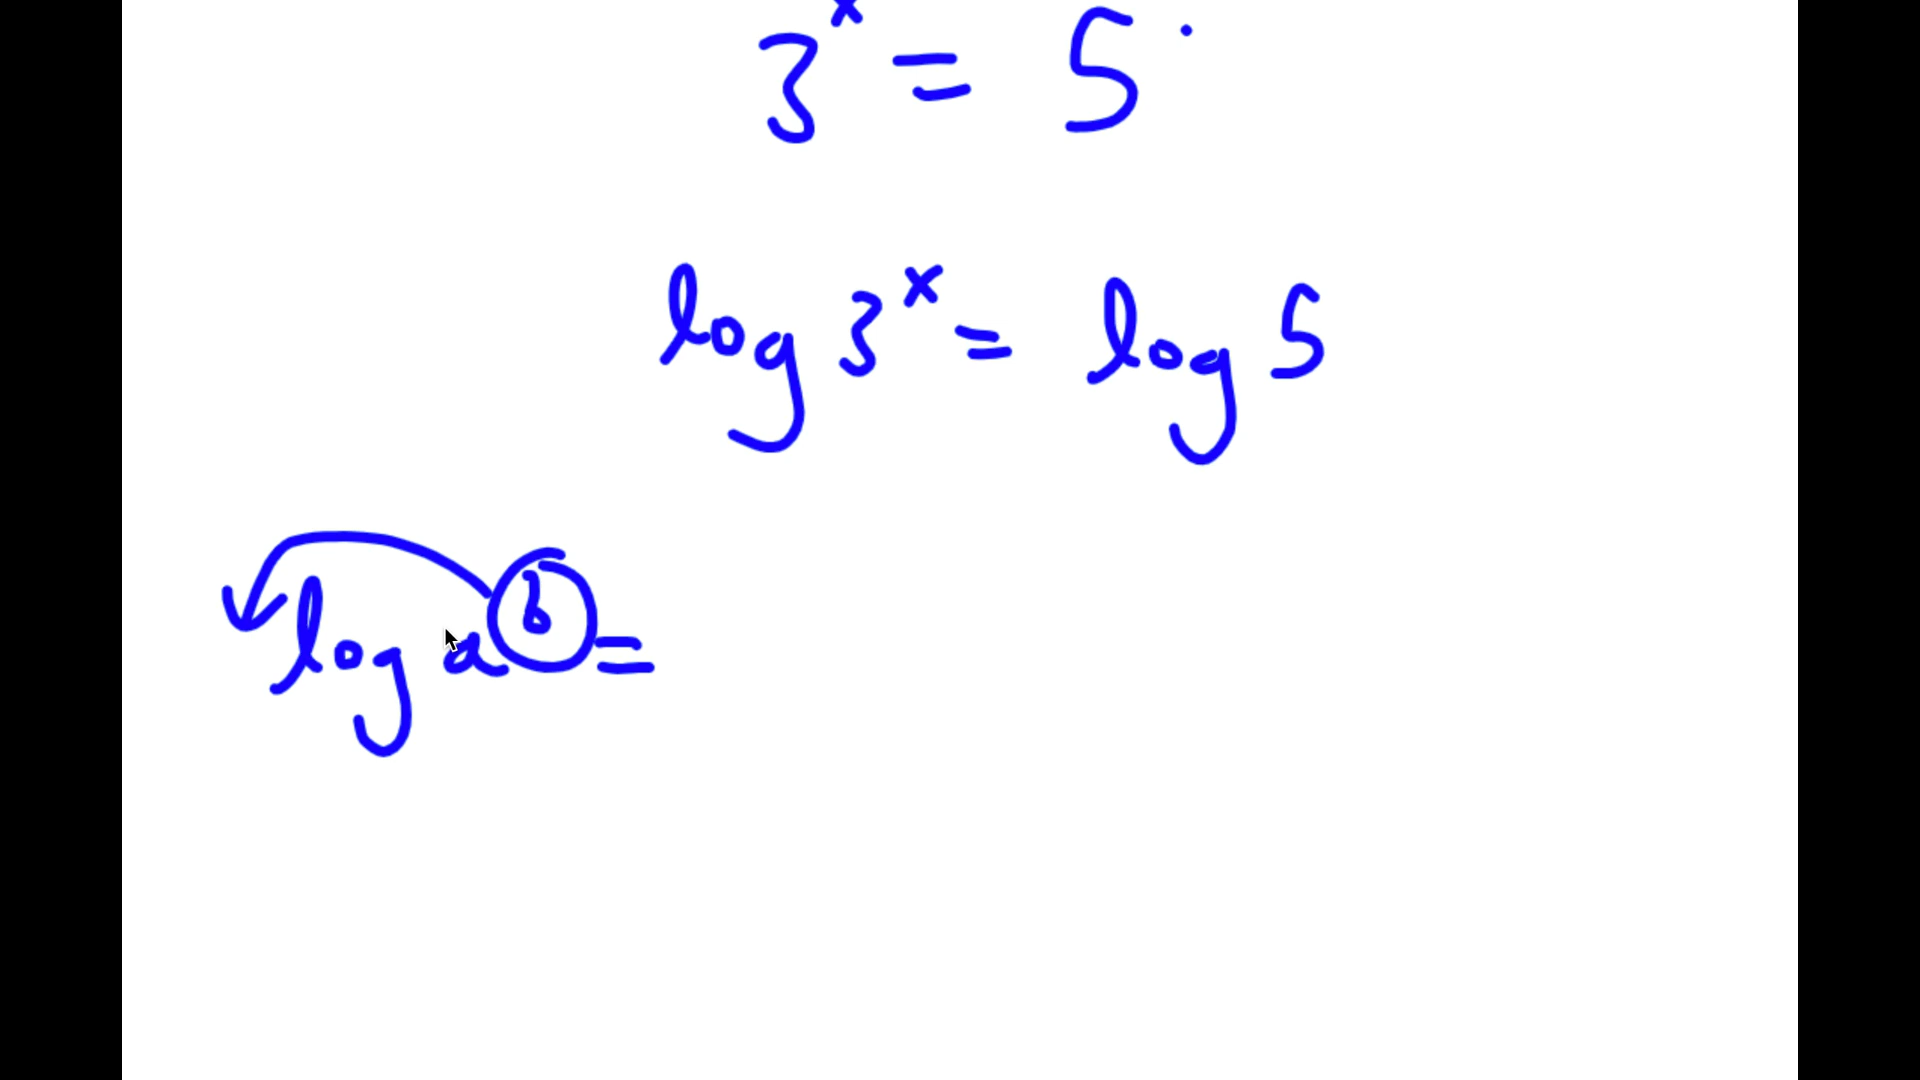 3^x = 5
log 3^x = log 5
log a^b =